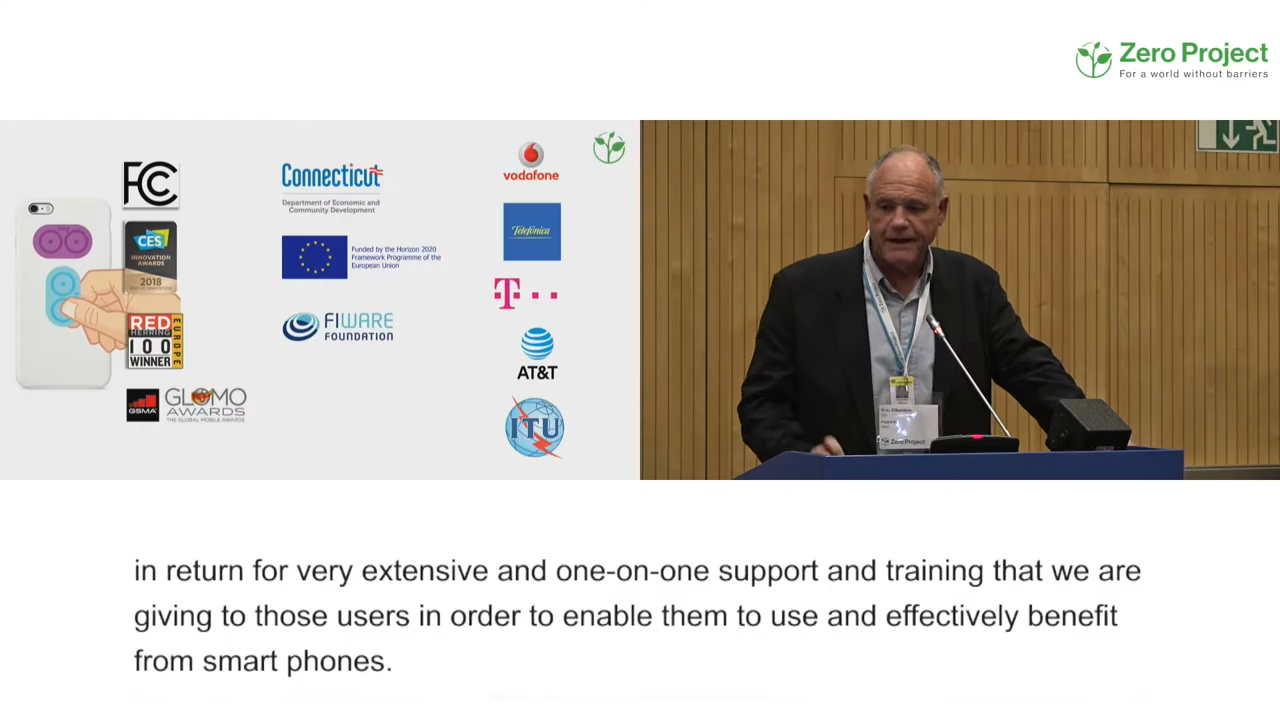 Zero Project
For a world without barriers
FC
CES
INNOVATION
AWARDS
2018
RED
HERRING
100
WINNER
EUROPE
GSMA
GLOMO
AWARDS
THE GLOBAL MOBILE AWARDS
Connecticut
Department of Economic and
Community Development
Funded by the Horizon 2020
Framework Programme of the
European Union
FIWARE
FOUNDATION
vodafone
Telefónica
T
AT&T
ITU
Zero Project
in return for very extensive and one-on-one support and training that we are
giving to those users in order to enable them to use and effectively benefit
from smart phones.